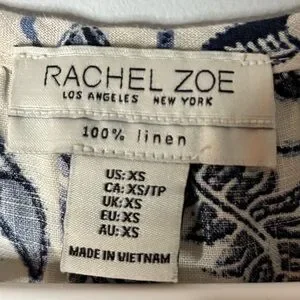 RACHEL ZOE
LOS ANGELES NEW YORK
100% linen
US: XS
CA: XS/TP
UK: XS
EU: XS
AU: XS
MADE IN VIETNAM